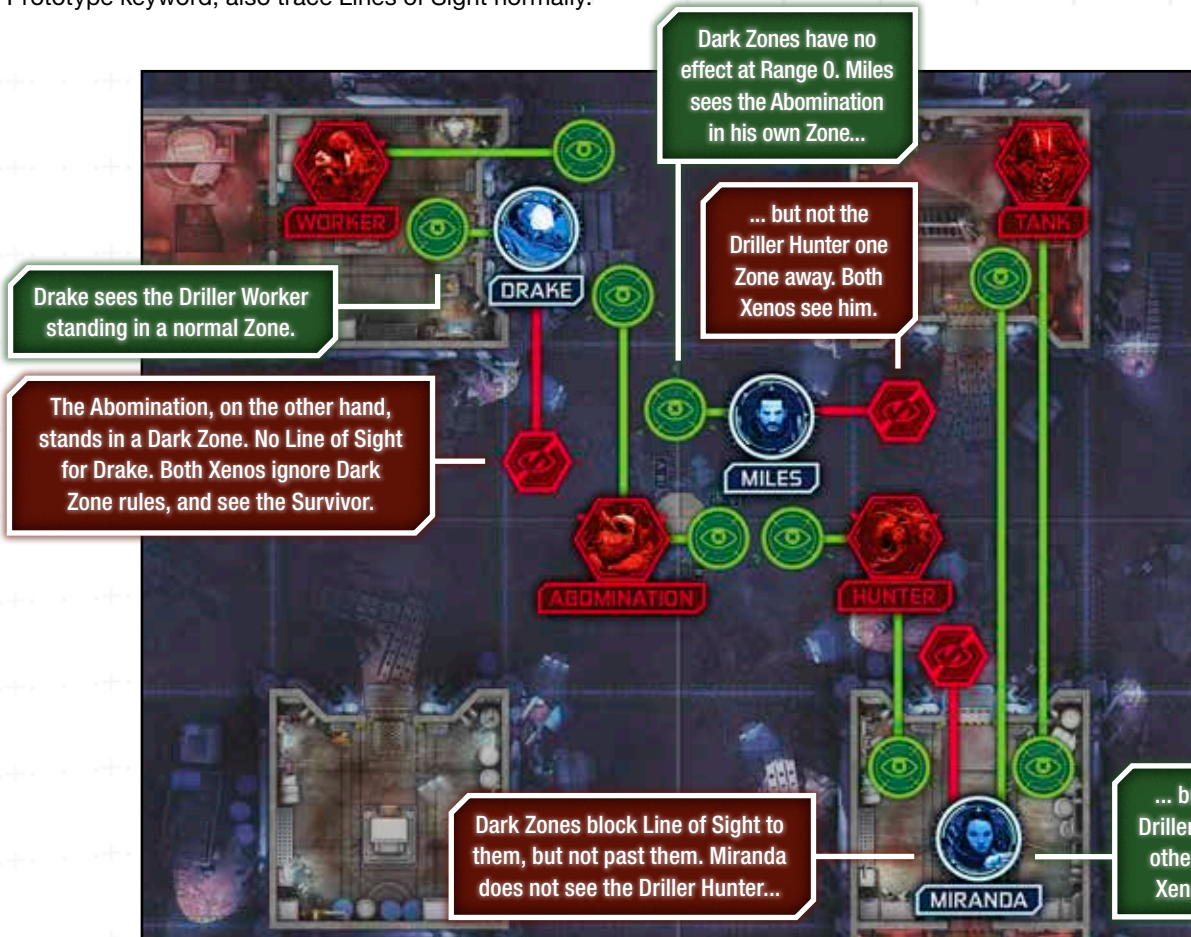 Prototype keyword, also trace Lines of Sight normally.
Dark Zones have no
effect at Range 0. Miles
sees the Abomination
in his own Zone...
... but not the
Driller Hunter one
Zone away. Both
Xenos see him.
WORKER
TANK
DRAKE
Drake sees the Driller Worker
standing in a normal Zone.
The Abomination, on the other hand,
stands in a Dark Zone. No Line of Sight
for Drake. Both Xenos ignore Dark
Zone rules, and see the Survivor.
MILES
ABOMINATION
HUNTER
Dark Zones block Line of Sight to
them, but not past them. Miranda
does not see the Driller Hunter...
MIRANDA
...
Driller